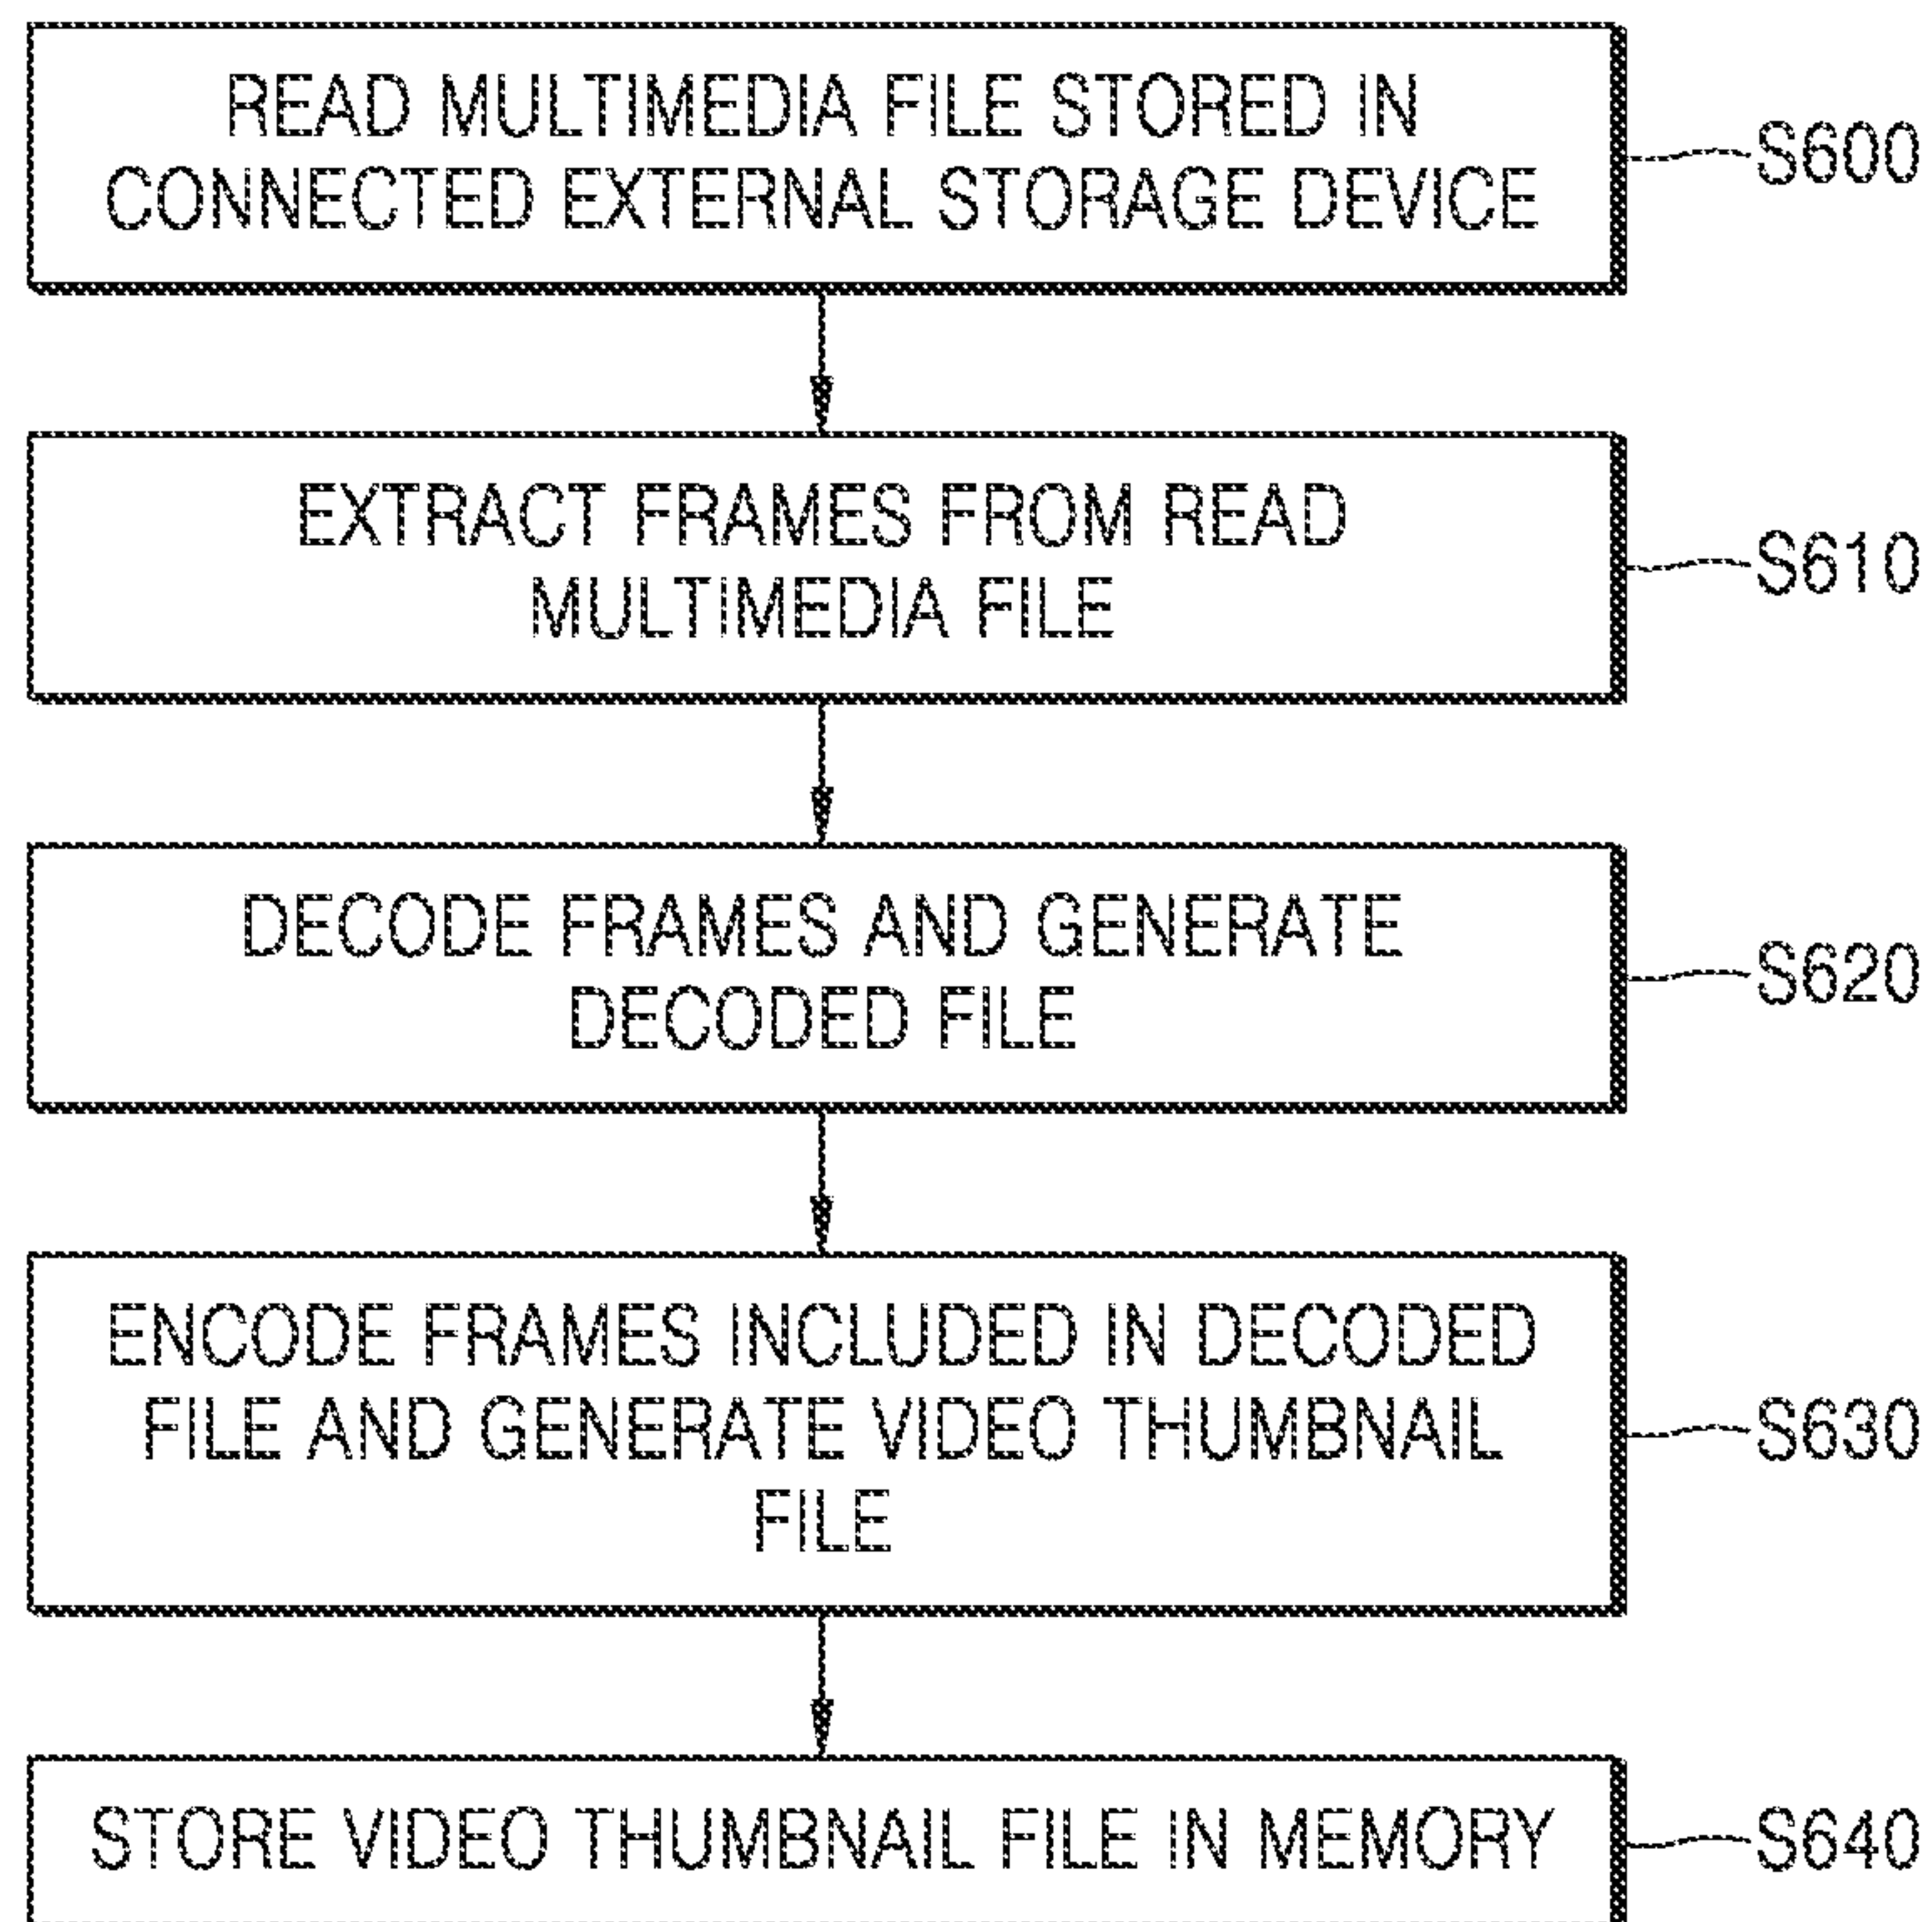 READ MULTIMEDIA FILE STORED IN
CONNECTED EXTERNAL STORAGE DEVICE
S600
EXTRACT FRAMES FROM READ
MULTIMEDIA FILE
S610
DECODE FRAMES AND GENERATE
DECODED FILE
S620
ENCODE FRAMES INCLUDED IN DECODED
FILE AND GENERATE VIDEO THUMBNAIL
FILE
S630
STORE VIDEO THUMBNAIL FILE IN MEMORY
S640